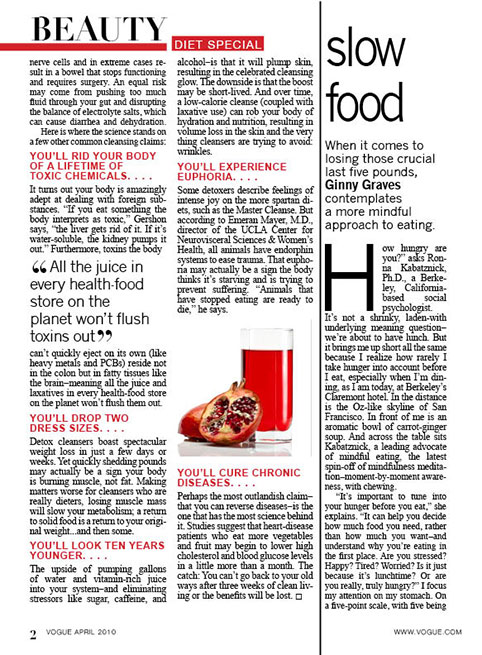 BEAUTY
DIET SPECIAL
nerve cells and in extreme cases re-
sult in a bowel that stops functioning
and requires surgery. An equal risk
may come from pushing too much
fluid through your gut and disrupting
the balance of electrolyte salts, which
can cause diarrhea and dehydration.
Here is where the science stands on
a few other common cleansing claims:
YOU'LL RID YOUR BODY
OF A LIFETIME OF
TOXIC CHEMICALS. . . .
It turns out your body is amazingly
adept at dealing with foreign sub-
stances. "If you eat something the
body interprets as toxic," Gershon
says, "the liver gets rid of it. If it's
water-soluble, the kidney pumps it
out." Furthermore, toxins the body
“All the juice in
every health-food
store on the
planet won't flush
toxins out”
can't quickly eject on its own (like
heavy metals and PCBs) reside not
in the colon but in fatty tissues like
the brain–meaning all the juice and
laxatives in every health-food store
on the planet won't flush them out.
YOU'LL DROP TWO
DRESS SIZES. . . .
Detox cleansers boast spectacular
weight loss in just a few days or
weeks. Yet quickly shedding pounds
may actually be a sign your body
is burning muscle, not fat. Making
matters worse for cleansers who are
really dieters, losing muscle mass
will slow your metabolism; a return
to solid food is a return to your origi-
nal weight...and then some.
YOU'LL LOOK TEN YEARS
YOUNGER. . . .
The upside of pumping gallons
of water and vitamin-rich juice
into your system–and eliminating
stressors like sugar, caffeine, and
alcohol–is that it will plump skin,
resulting in the celebrated cleansing
glow. The downside is that the boost
may be short-lived. And over time,
a low-calorie cleanse (coupled with
laxative use) can rob your body of
hydration and nutrition, resulting in
volume loss in the skin and the very
thing cleansers are trying to avoid:
wrinkles.
YOU'LL EXPERIENCE
EUPHORIA. . . .
Some detoxers describe feelings of
intense joy on the more spartan di-
ets, such as the Master Cleanse. But
according to Emeran Mayer, M.D.,
director of the UCLA Center for
Neurovisceral Sciences & Women's
Health, all animals have endorphin
systems to ease trauma. That eupho-
ria may actually be a sign the body
thinks it's starving and is trying to
prevent suffering. "Animals that
have stopped eating are ready to
die," he says.
YOU'LL CURE CHRONIC
DISEASES. . . .
Perhaps the most outlandish claim–
that you can reverse diseases–is the
one that has the most science behind
it. Studies suggest that heart-disease
patients who eat more vegetables
and fruit may begin to lower high
cholesterol and blood glucose levels
in a little more than a month. The
catch: You can't go back to your old
ways after three weeks of clean liv-
ing or the benefits will be lost. □
slow
food
When it comes to
losing those crucial
last five pounds,
Ginny Graves
contemplates
a more mindful
approach to eating.
How hungry are
you?" asks Ron-
na Kabatznick,
Ph.D., a Berke-
ley, California-
based social
psychologist.
It's not a shrinky, laden-with
underlying meaning question–
we're about to have lunch. But
it brings me up short all the same
because I realize how rarely I
take hunger into account before
I eat, especially when I'm din-
ing, as I am today, at Berkeley's
Claremont hotel. In the distance
is the Oz-like skyline of San
Francisco. In front of me is an
aromatic bowl of carrot-ginger
soup. And across the table sits
Kabatznick, a leading advocate
of mindful eating, the latest
spin-off of mindfulness medita-
tion–moment-by-moment aware-
ness, with chewing.
"It's important to tune into
your hunger before you eat," she
explains. "It can help you decide
how much food you need, rather
than how much you want–and
understand why you're eating in
the first place. Are you stressed?
Happy? Tired? Worried? Is it just
because it's lunchtime? Or are
you really, truly hungry?" I focus
my attention on my stomach. On
a five-point scale, with five being
2 VOGUE APRIL 2010
WWW.VOGUE.COM